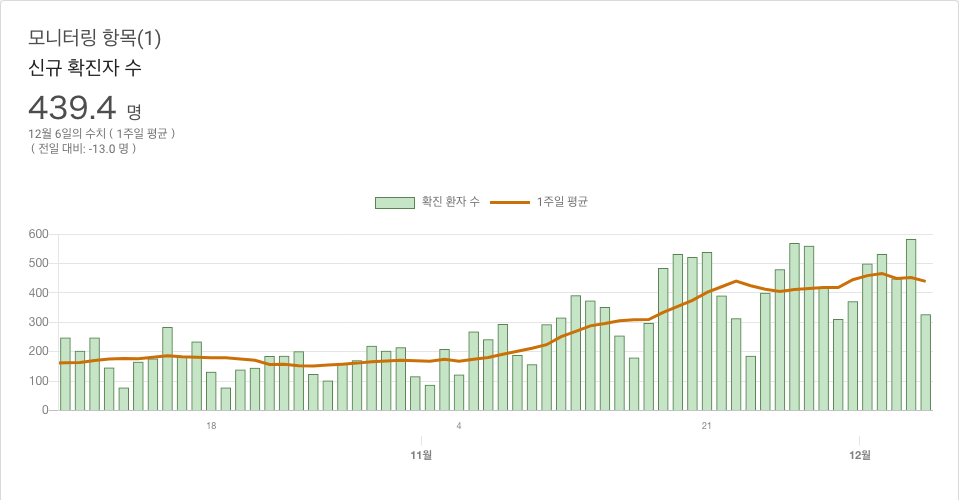 모니터링 항목(1)
신규 확진자 수
439.4 명
12월 6일의 수치 ( 1주일 평균 )
( 전일 대비: -13.0 명 )
확진 환자 수 1주일 평균
600
500
400
300
200
100
0
18 4 21
11월 12월